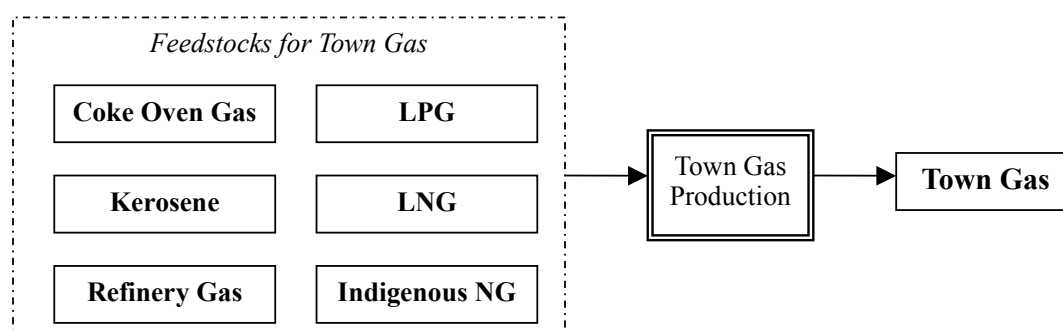 Feedstocks for Town Gas
Coke Oven Gas
LPG
Kerosene
LNG
Refinery Gas
Indigenous NG
Town Gas
Production
Town Gas